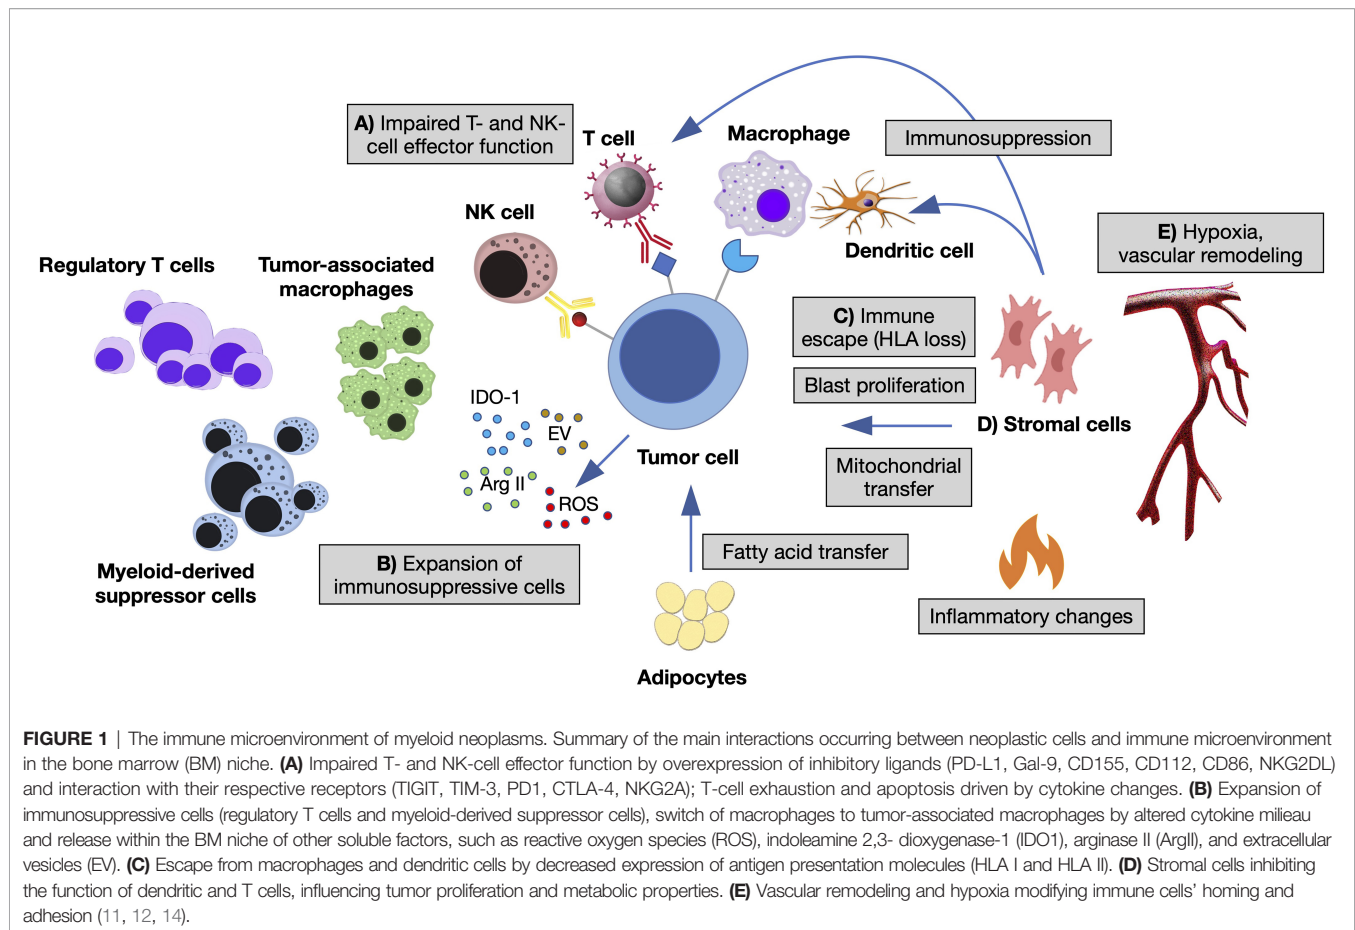 A) Impaired T- and NK-
cell effector function
T cell
Macrophage
Immunosuppression
NK cell
Dendritic cell
E) Hypoxia,
vascular remodeling
Regulatory T cells
Tumor-associated
macrophages
C) Immune
escape (HLA loss)
Blast proliferation
IDO-1
EV
D) Stromal cells
Tumor cell
Arg II
ROS
Mitochondrial
transfer
Myeloid-derived
suppressor cells
B) Expansion of
immunosuppressive cells
Fatty acid transfer
Inflammatory changes
Adipocytes
FIGURE 1 | The immune microenvironment of myeloid neoplasms. Summary of the main interactions occurring between neoplastic cells and immune microenvironment
in the bone marrow (BM) niche. (A) Impaired T- and NK-cell effector function by overexpression of inhibitory ligands (PD-L1, Gal-9, CD155, CD112, CD86, NKG2DL)
and interaction with their respective receptors (TIGIT, TIM-3, PD1, CTLA-4, NKG2A); T-cell exhaustion and apoptosis driven by cytokine changes. (B) Expansion of
immunosuppressive cells (regulatory T cells and myeloid-derived suppressor cells), switch of macrophages to tumor-associated macrophages by altered cytokine milieau
and release within the BM niche of other soluble factors, such as reactive oxygen species (ROS), indoleamine 2,3- dioxygenase-1 (IDO1), arginase II (ArgII), and extracellular
vesicles (EV). (C) Escape from macrophages and dendritic cells by decreased expression of antigen presentation molecules (HLA I and HLA II). (D) Stromal cells inhibiting
the function of dendritic and T cells, influencing tumor proliferation and metabolic properties. (E) Vascular remodeling and hypoxia modifying immune cells' homing and
adhesion (11, 12, 14).